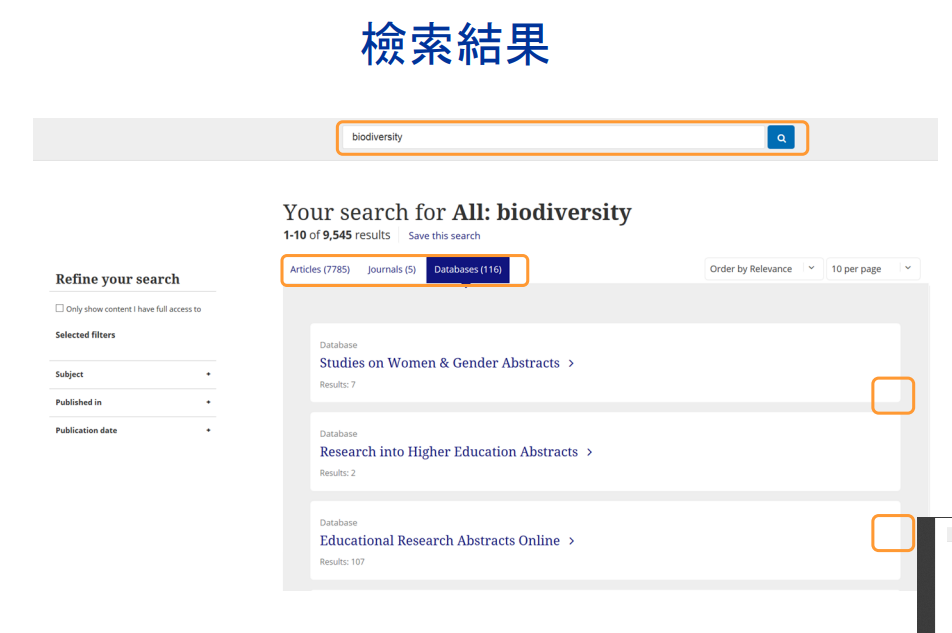 檢索結果
biodiversity
Your search for All: biodiversity
1-10 of 9,545 results Save this search
Articles (7785) Journals (5) Databases (116) Order by Relevance 10 per page
Refine your search
Only show content I have full access to
Selected filters
Subject +
Published in +
Publication date +
Database
Studies on Women & Gender Abstracts >
Results: 7
Database
Research into Higher Education Abstracts >
Results: 2
Database
Educational Research Abstracts Online >
Results: 107